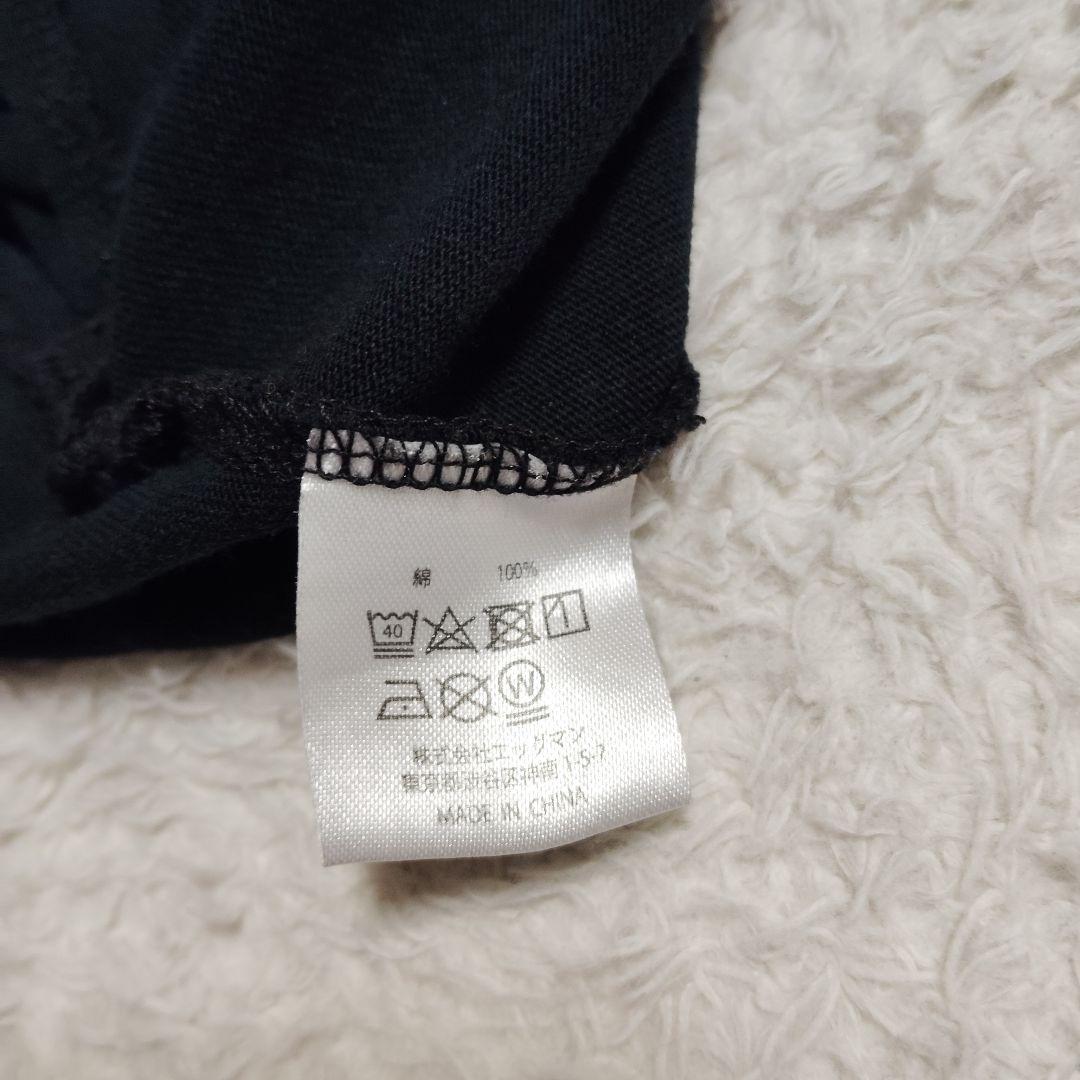 綿 100%
40
W
株式会社エッグマン
東京都渋谷区神南 1-5-7
MADE IN CHINA